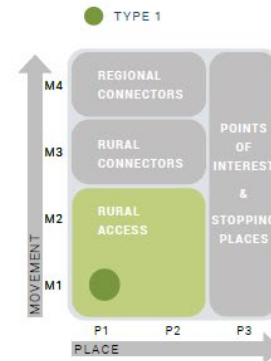 TYPE 1
M4
REGIONAL
CONNECTORS
M3
RURAL
CONNECTORS
POINTS
OF
INTEREST
&
STOPPING
PLACES
M2
RURAL
ACCESS
M1
MOVEMENT
P1
P2
P3
PLACE